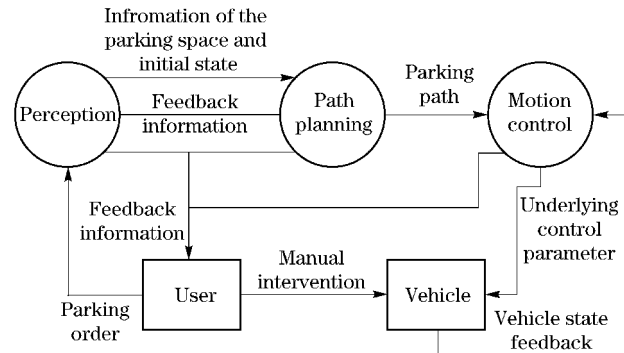 Infromation of the
parking space and
initial state
Perception
Feedback
information
Path
planning
Parking
path
Motion
control
Feedback
information
Underlying
control
parameter
Manual
intervention
User
Vehicle
Parking
order
Vehicle state
feedback